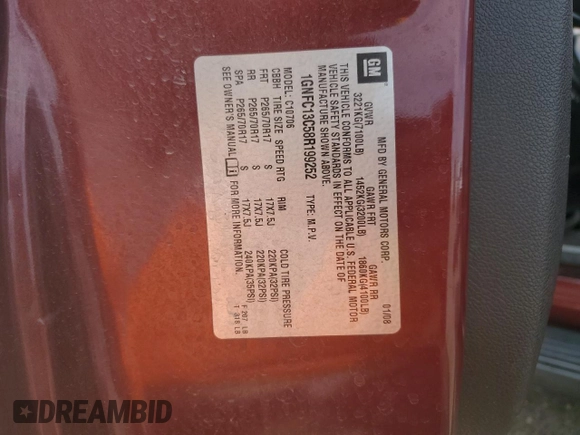 GM
MFD BY GENERAL MOTORS CORP.
01/08
GVWR GAWR FRT GAWR RR
3221KG(7100LB) 1452KG(3200LB) 1860KG(4100LB)
THIS VEHICLE CONFORMS TO ALL APPLICABLE U.S. FEDERAL MOTOR
VEHICLE SAFETY STANDARDS IN EFFECT ON THE DATE OF
MANUFACTURE SHOWN ABOVE.
1GNFC13C58R199252 TYPE: M.P.V.
MODEL: C10706
CBBH TIRE SIZE SPEED RTG RIM COLD TIRE PRESSURE
FRT P265/70R17 S 17X7.5J 220KPA(32PSI)
RR P265/70R17 S 17X7.5J 220KPA(32PSI)
SPA P265/70R17 S 17X7.5J 240KPA(35PSI)
SEE OWNER'S MANUAL FOR MORE INFORMATION.
F 207 LB
T 318 LB
DREAMBID